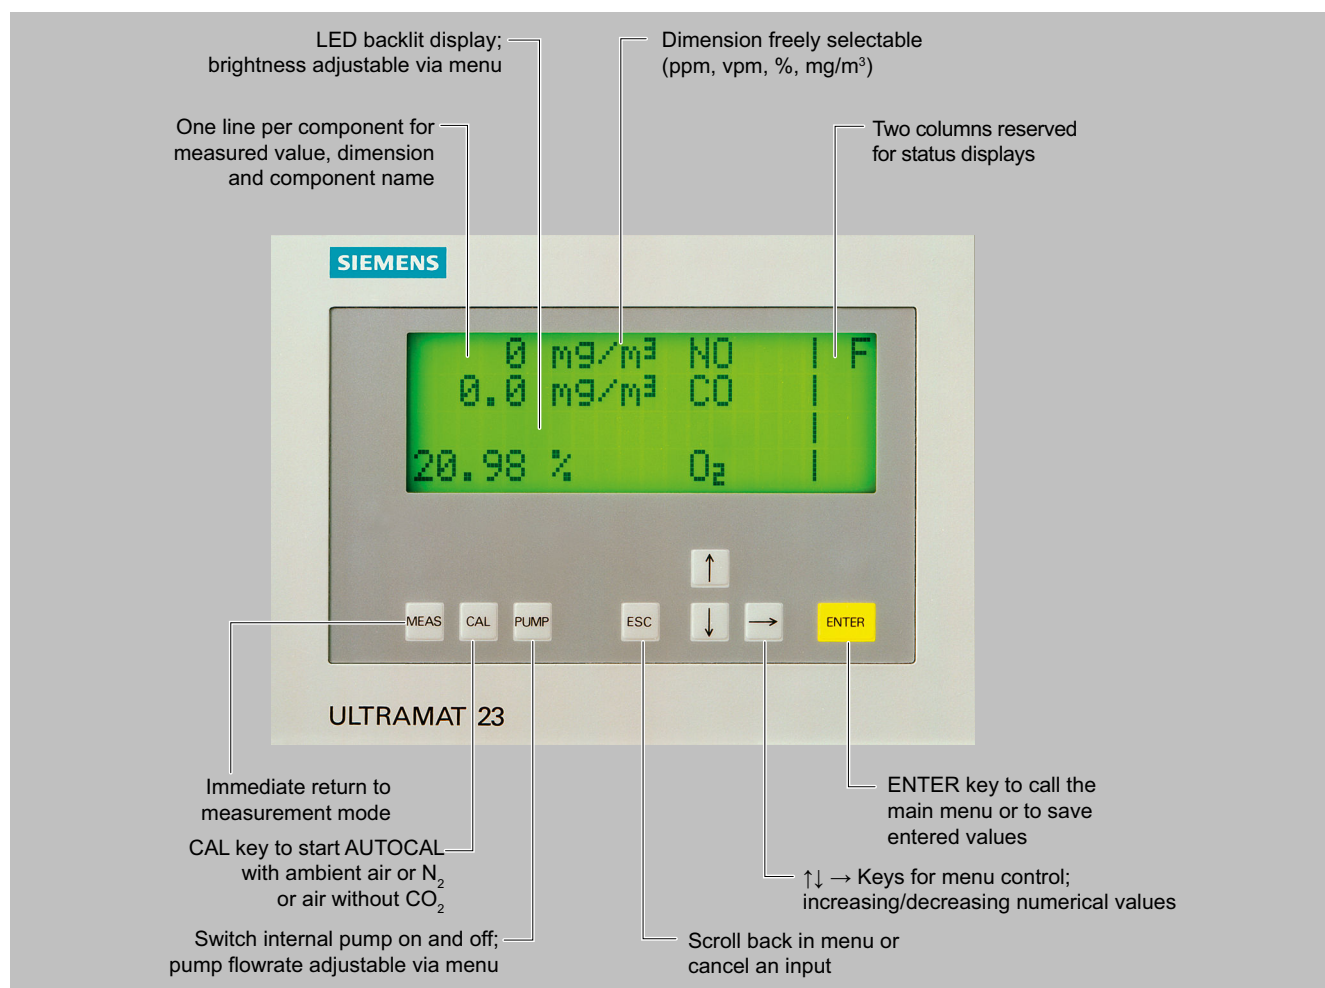 LED backlit display;
brightness adjustable via menu
Dimension freely selectable
(ppm, vpm, %, mg/m³)
One line per component for
measured value, dimension
and component name
Two columns reserved
for status displays
SIEMENS
0 mg/m³ NO | F
0.0 mg/m³ CO |
|
20.98 % O₂ |
↑
MEAS CAL PUMP ESC ↓ → ENTER
ULTRAMAT 23
Immediate return to
measurement mode
CAL key to start AUTOCAL
with ambient air or N₂
or air without CO₂
Switch internal pump on and off;
pump flowrate adjustable via menu
ENTER key to call the
main menu or to save
entered values
↑↓ → Keys for menu control;
increasing/decreasing numerical values
Scroll back in menu or
cancel an input